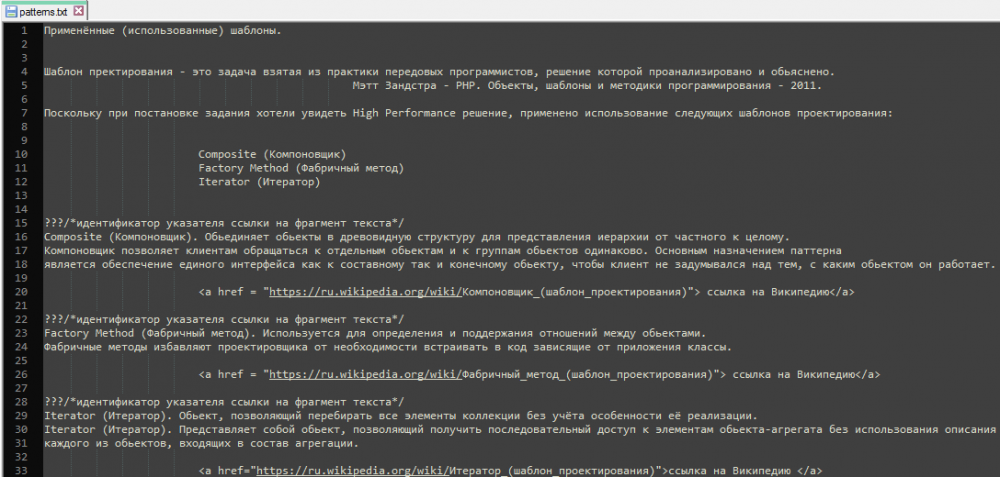 patterns.txt
1 Применённые (использованные) шаблоны.
2
3
4 Шаблон пректирования - это задача взятая из практики передовых программистов, решение которой проанализировано и обьяснено.
5 Мэтт Зандстра - PHP. Объекты, шаблоны и методики программирования - 2011.
6
7 Поскольку при постановке задания хотели увидеть High Performance решение, применено использование следующих шаблонов проектирования:
8
9
10 Composite (Компоновщик)
11 Factory Method (Фабричный метод)
12 Iterator (Итератор)
13
14
15 ???/*идентификатор указателя ссылки на фрагмент текста*/
16 Composite (Компоновщик). Обьединяет обьекты в древовидную структуру для представления иерархии от частного к целому.
17 Компоновщик позволяет клиентам обращаться к отдельным обьектам и к группам обьектов одинаково. Основным назначением паттерна
18 является обеспечение единого интерфейса как к составному так и конечному обьекту, чтобы клиент не задумывался над тем, с каким обьектом он работает.
19
20 <a href = "https://ru.wikipedia.org/wiki/Компоновщик_(шаблон_проектирования)"> ссылка на Википедию</a>
21
22 ???/*идентификатор указателя ссылки на фрагмент текста*/
23 Factory Method (Фабричный метод). Используется для определения и поддержания отношений между обьектами.
24 Фабричные методы избавляют проектировщика от необходимости встраивать в код зависящие от приложения классы.
25
26 <a href = "https://ru.wikipedia.org/wiki/Фабричный_метод_(шаблон_проектирования)"> ссылка на Википедию</a>
27
28 ???/*идентификатор указателя ссылки на фрагмент текста*/
29 Iterator (Итератор). Обьект, позволяющий перебирать все элементы коллекции без учёта особенности её реализации.
30 Iterator (Итератор). Представляет собой обьект, позволяющий получить последовательный доступ к элементам обьекта-агрегата без использования описания
31 каждого из обьектов, входящих в состав агрегации.
32
33 <a href="https://ru.wikipedia.org/wiki/Итератор_(шаблон_проектирования)">ссылка на Википедию </a>